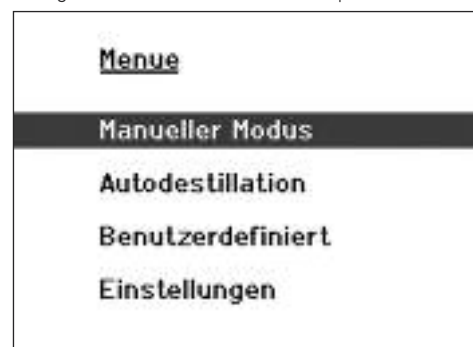 Menue
Manueller Modus
Autodestillation
Benutzerdefiniert
Einstellungen